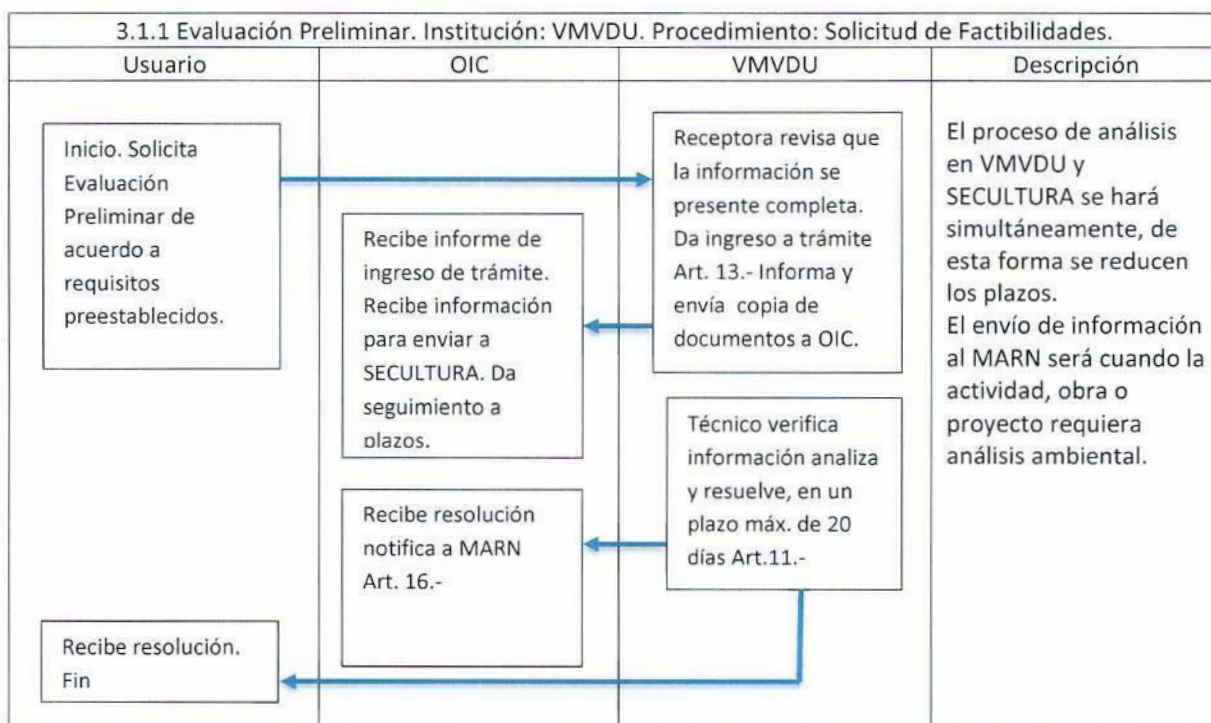 3.1.1 Evaluación Preliminar. Institución: VMVDU. Procedimiento: Solicitud de Factibilidades.
Usuario
OIC
VMVDU
Descripción
Inicio. Solicita
Evaluación
Preliminar de
acuerdo a
requisitos
preestablecidos.
Receptora revisa que
la información se
presente completa.
Da ingreso a trámite
Art. 13.- Informa y
envía copia de
documentos a OIC.
Recibe informe de
ingreso de trámite.
Recibe información
para enviar a
SECULTURA. Da
seguimiento a
plazos.
Técnico verifica
información analiza
y resuelve, en un
plazo máx. de 20
días Art.11.-
Recibe resolución
notifica a MARN
Art. 16.-
Recibe resolución.
Fin
El proceso de análisis
en VMVDU y
SECULTURA se hará
simultáneamente, de
esta forma se reducen
los plazos.
El envío de información
al MARN será cuando la
actividad, obra o
proyecto requiera
análisis ambiental.